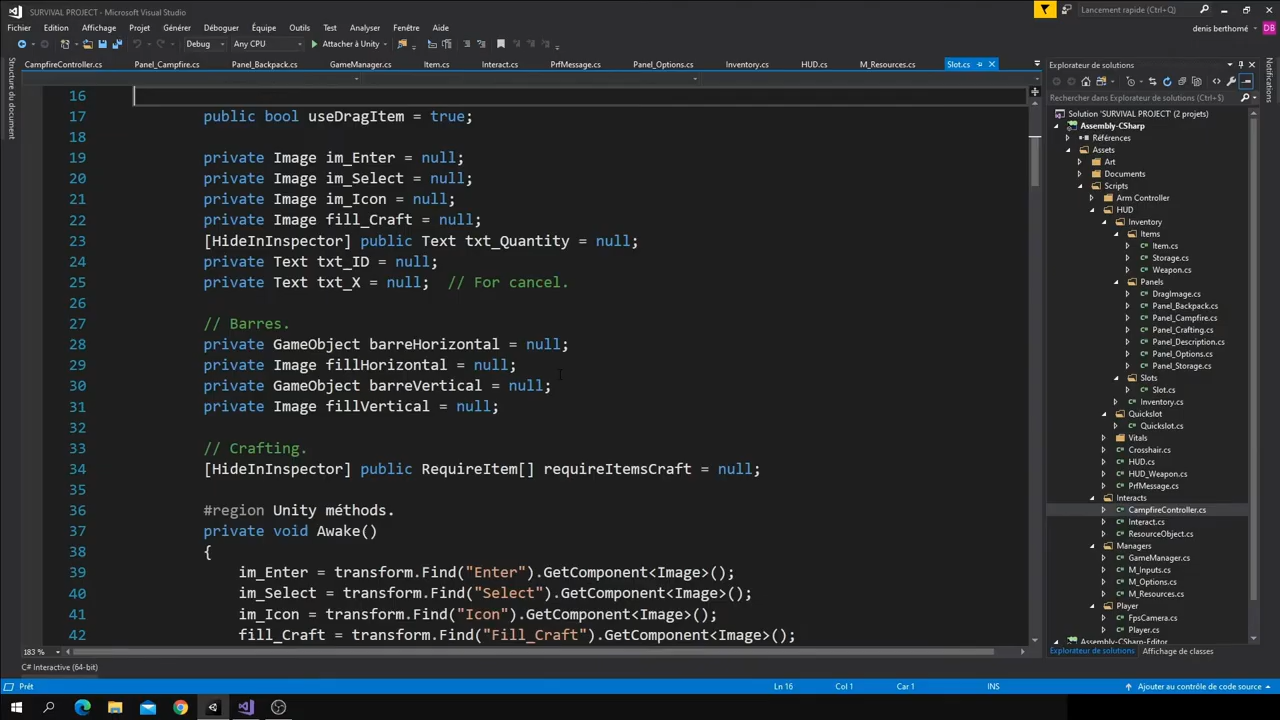 SURVIVAL PROJECT - Microsoft Visual Studio
Lancement rapide (Ctrl+Q)
Fichier Edition Affichage Projet Générer Déboguer Équipe Outils Test Analyser Fenêtre Aide
denis berthomé DB
Debug Any CPU Attacher à Unity
CampfireController.cs Panel_Campfire.cs Panel_Backpack.cs GameManager.cs Item.cs Interact.cs PrfMessage.cs Panel_Options.cs Inventory.cs HUD.cs M_Resources.cs Slot.cs
Structure du document
16
17 public bool useDragItem = true;
18
19 private Image im_Enter = null;
20 private Image im_Select = null;
21 private Image im_Icon = null;
22 private Image fill_Craft = null;
23 [HideInInspector] public Text txt_Quantity = null;
24 private Text txt_ID = null;
25 private Text txt_X = null; // For cancel.
26
27 // Barres.
28 private GameObject barreHorizontal = null;
29 private Image fillHorizontal = null;
30 private GameObject barreVertical = null;
31 private Image fillVertical = null;
32
33 // Crafting.
34 [HideInInspector] public RequireItem[] requireItemsCraft = null;
35
36 #region Unity méthods.
37 private void Awake()
38 {
39 im_Enter = transform.Find("Enter").GetComponent<Image>();
40 im_Select = transform.Find("Select").GetComponent<Image>();
41 im_Icon = transform.Find("Icon").GetComponent<Image>();
42 fill_Craft = transform.Find("Fill_Craft").GetComponent<Image>();
183 %
C# Interactive (64-bit)
Explorateur de solutions
Rechercher dans Explorateur de solutions (Ctrl+$)
Solution 'SURVIVAL PROJECT' (2 projets)
Assembly-CSharp
Références
Assets
Art
Documents
Scripts
Arm Controller
HUD
Inventory
Items
Item.cs
Storage.cs
Weapon.cs
Panels
DragImage.cs
Panel_Backpack.cs
Panel_Campfire.cs
Panel_Crafting.cs
Panel_Description.cs
Panel_Options.cs
Panel_Storage.cs
Slots
Slot.cs
Inventory.cs
Quickslot
Quickslot.cs
Vitals
Crosshair.cs
HUD.cs
HUD_Weapon.cs
PrfMessage.cs
Interacts
CampfireController.cs
Interact.cs
ResourceObject.cs
Managers
GameManager.cs
M_Inputs.cs
M_Options.cs
M_Resources.cs
Player
FpsCamera.cs
Player.cs
Assembly-CSharp-Editor
Explorateur de solutions Affichage de classes
Notifications
Prêt Ln 16 Col 1 Car 1 INS Ajouter au contrôle de code source